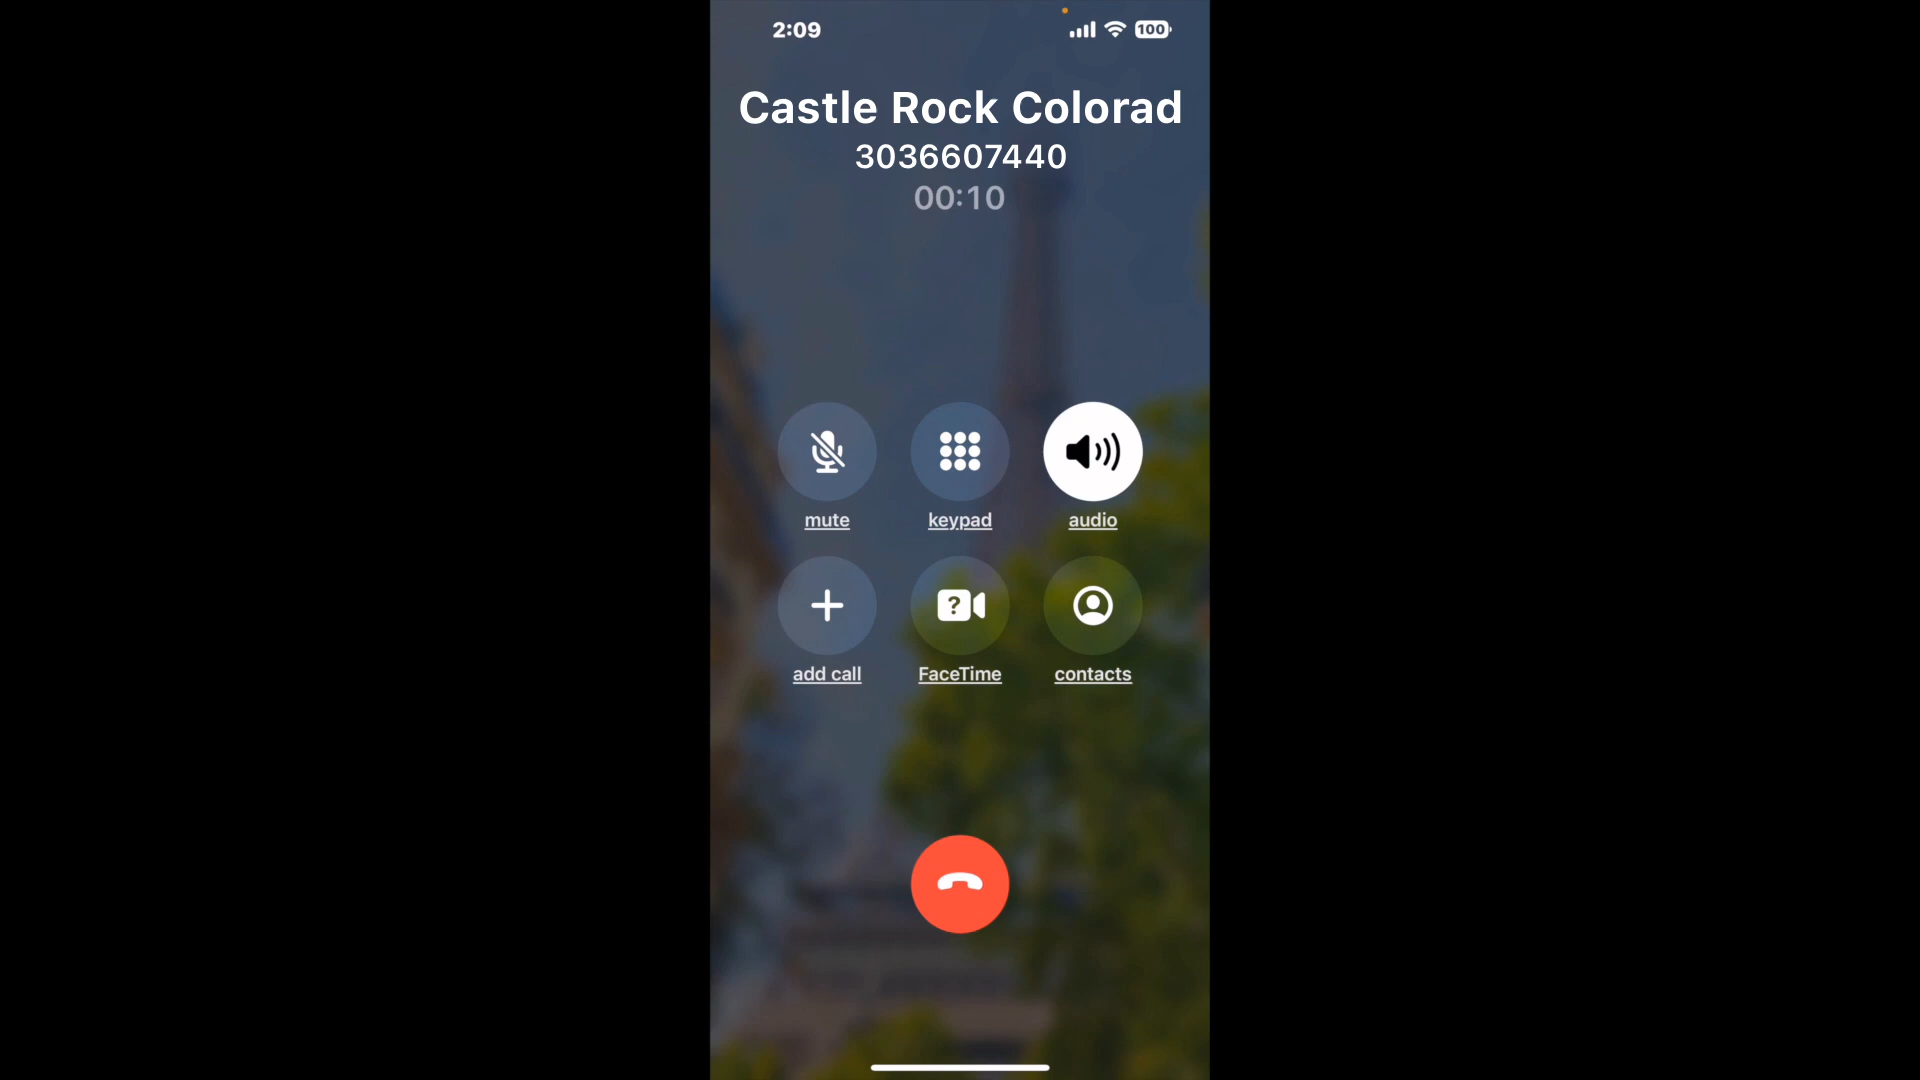 2:09
100
Castle Rock Colorad
3036607440
00:10
mute
keypad
audio
?
add call
FaceTime
contacts